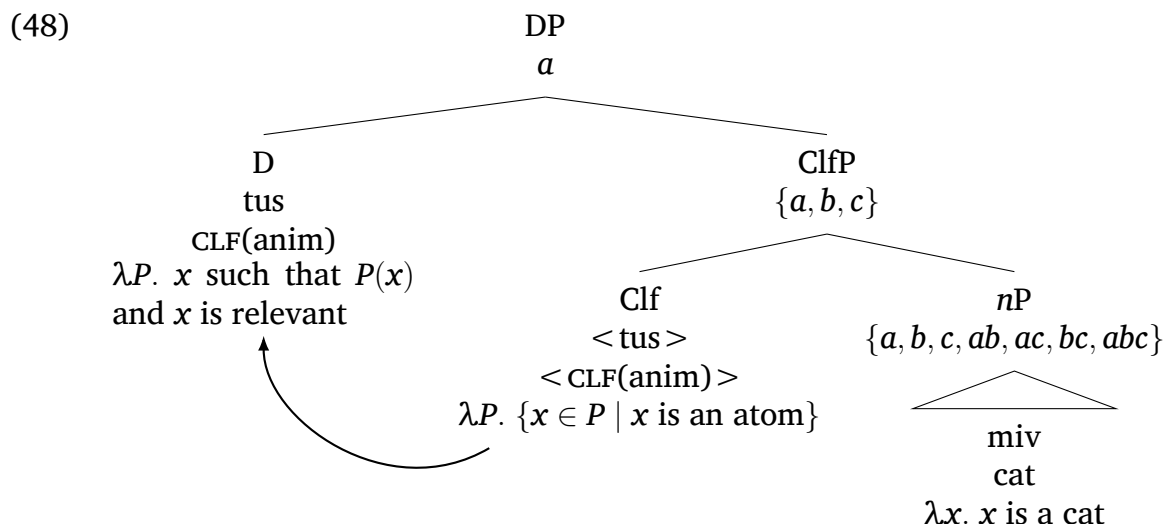 (48)
DP
a
D
tus
CLF(anim)
λP. x such that P(x)
and x is relevant
ClfP
{a, b, c}
Clf
<tus>
<CLF(anim)>
λP. {x ∈ P | x is an atom}
nP
{a, b, c, ab, ac, bc, abc}
miv
cat
λx. x is a cat